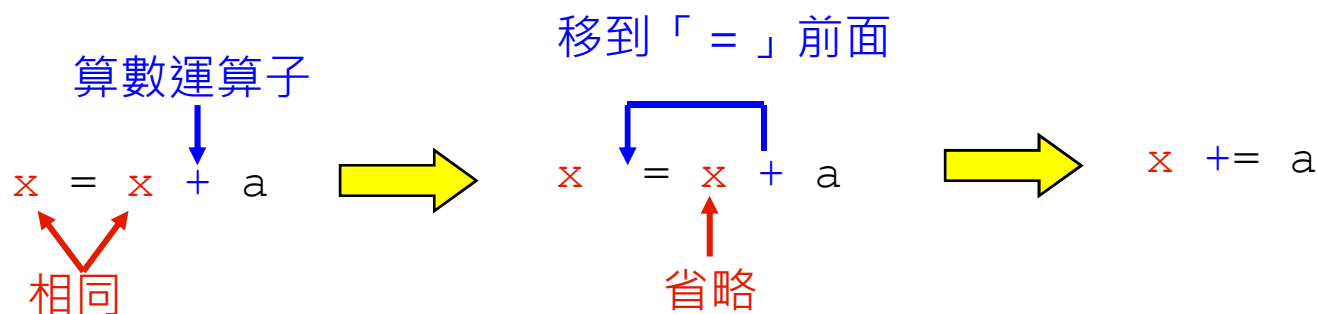 移到「=」前面
算數運算子
x = x + a
x = x + a
x += a
相同
省略